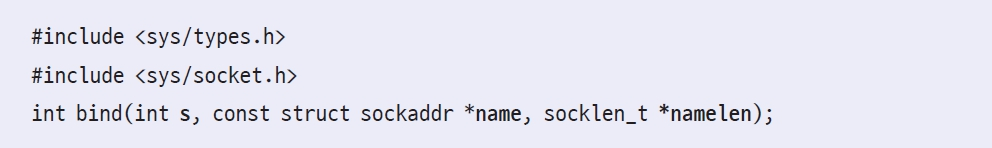 #include <sys/types.h>
#include <sys/socket.h>
int bind(int s, const struct sockaddr *name, socklen_t *namelen);